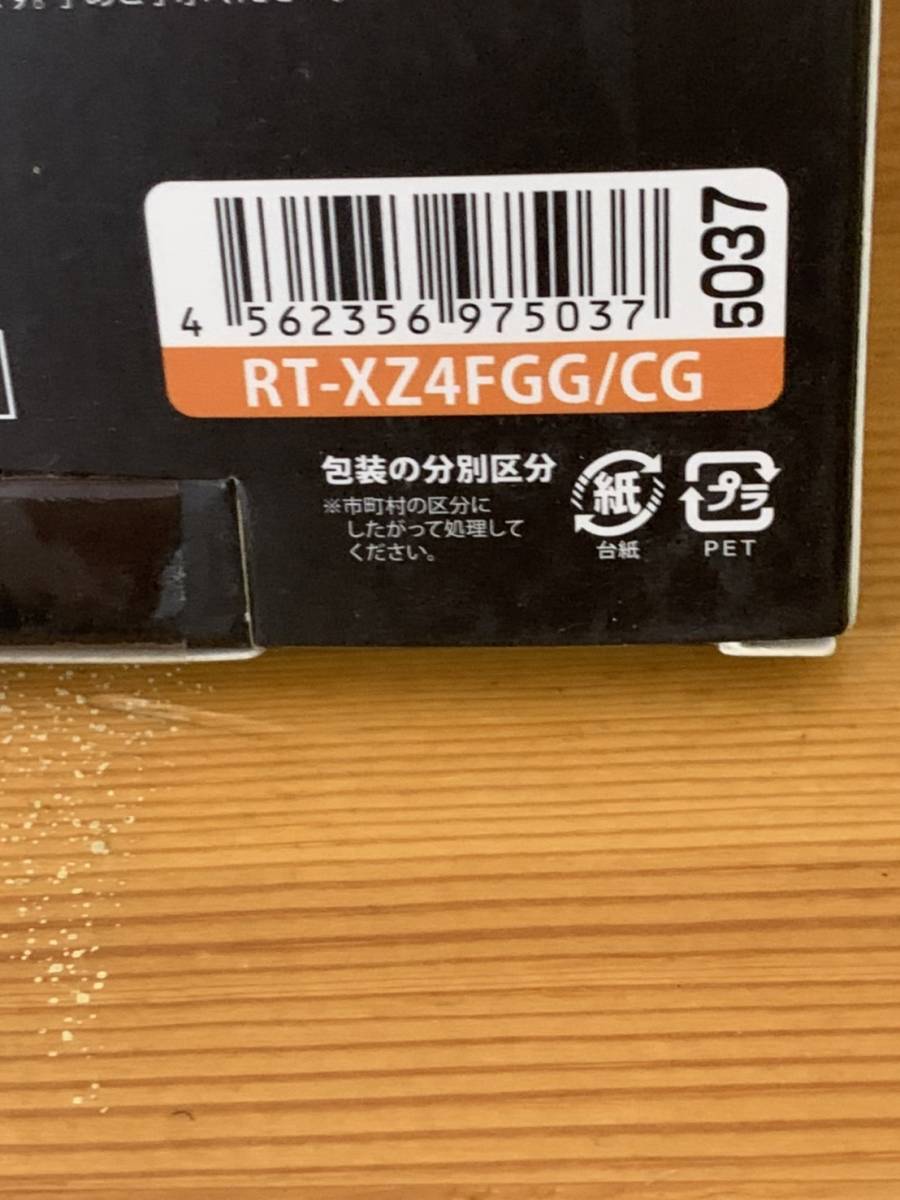 4 562356 975037
5037
RT-XZ4FGG/CG
包装の分別区分
※市町村の区分に
したがって処理して
ください。
紙
台紙
プラ
PET